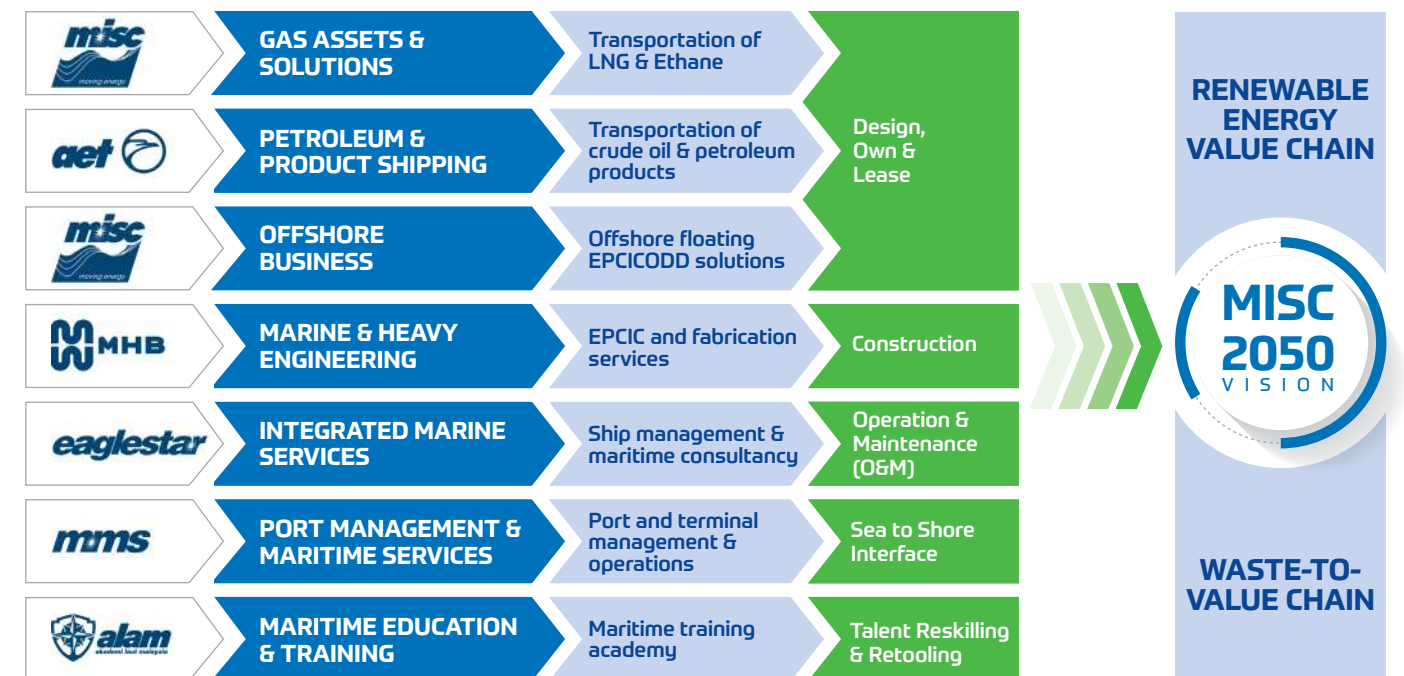 misc
moving energy
GAS ASSETS &
SOLUTIONS
Transportation of
LNG & Ethane
aet
PETROLEUM &
PRODUCT SHIPPING
Transportation of
crude oil & petroleum
products
Design,
Own &
Lease
misc
moving energy
OFFSHORE
BUSINESS
Offshore floating
EPCICODD solutions
MHB
MARINE & HEAVY
ENGINEERING
EPCIC and fabrication
services
Construction
eaglestar
INTEGRATED MARINE
SERVICES
Ship management &
maritime consultancy
Operation &
Maintenance
(O&M)
mms
PORT MANAGEMENT &
MARITIME SERVICES
Port and terminal
management &
operations
Sea to Shore
Interface
alam
akademi laut malaysia
MARITIME EDUCATION
& TRAINING
Maritime training
academy
Talent Reskilling
& Retooling
RENEWABLE
ENERGY
VALUE CHAIN
MISC
2050
VISION
WASTE-TO-
VALUE CHAIN